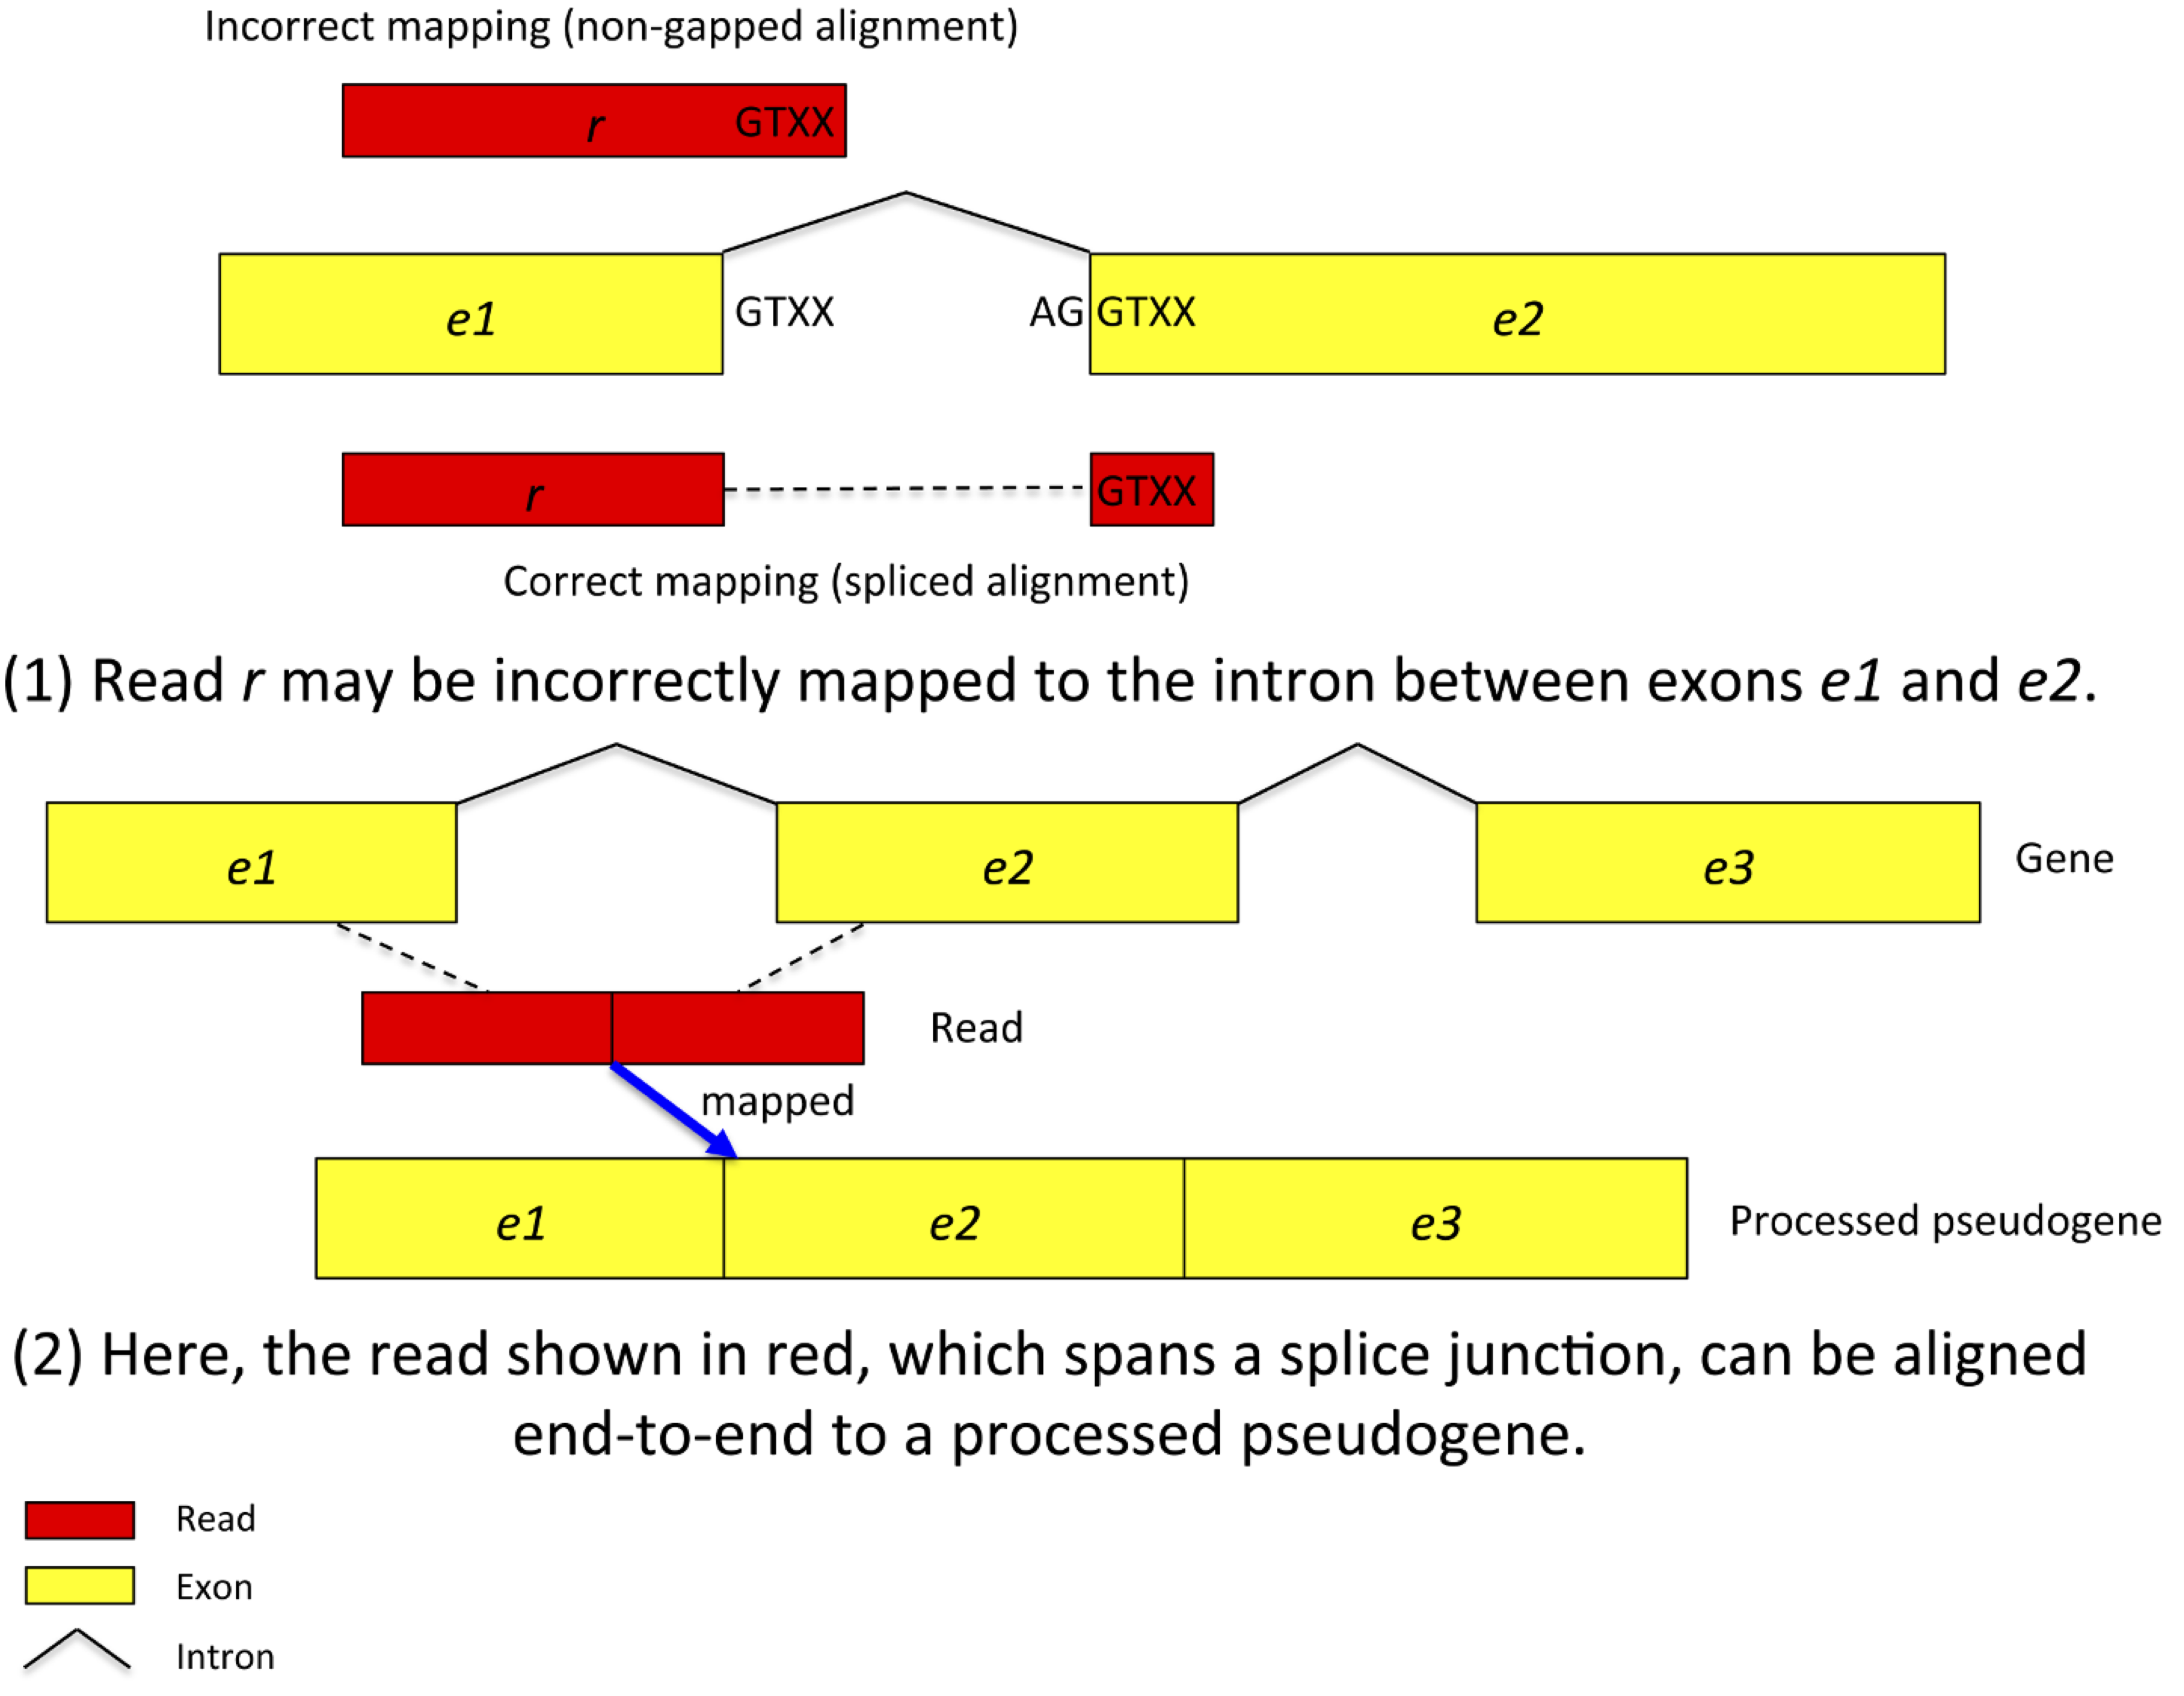 Incorrect mapping (non-gapped alignment)
r GTXX
e1 GTXX AG GTXX e2
r GTXX
Correct mapping (spliced alignment)
(1) Read r may be incorrectly mapped to the intron between exons e1 and e2.
e1 e2 e3 Gene
Read
mapped
e1 e2 e3 Processed pseudogene
(2) Here, the read shown in red, which spans a splice junction, can be aligned
end-to-end to a processed pseudogene.
Read
Exon
Intron